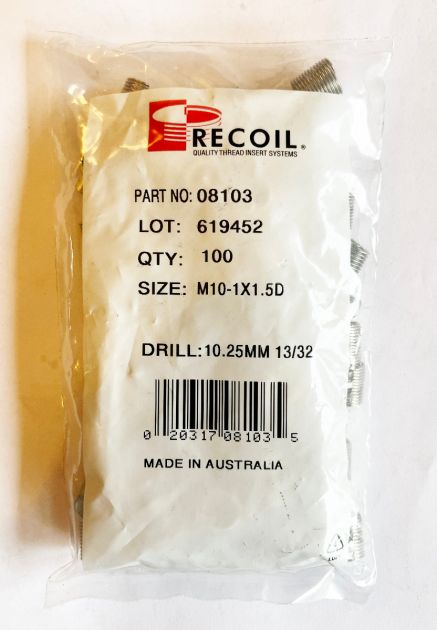 RECOIL®
QUALITY THREAD INSERT SYSTEMS
PART NO: 08103
LOT: 619452
QTY: 100
SIZE: M10-1X1.5D
DRILL: 10.25MM 13/32
0 20317 08103 5
MADE IN AUSTRALIA